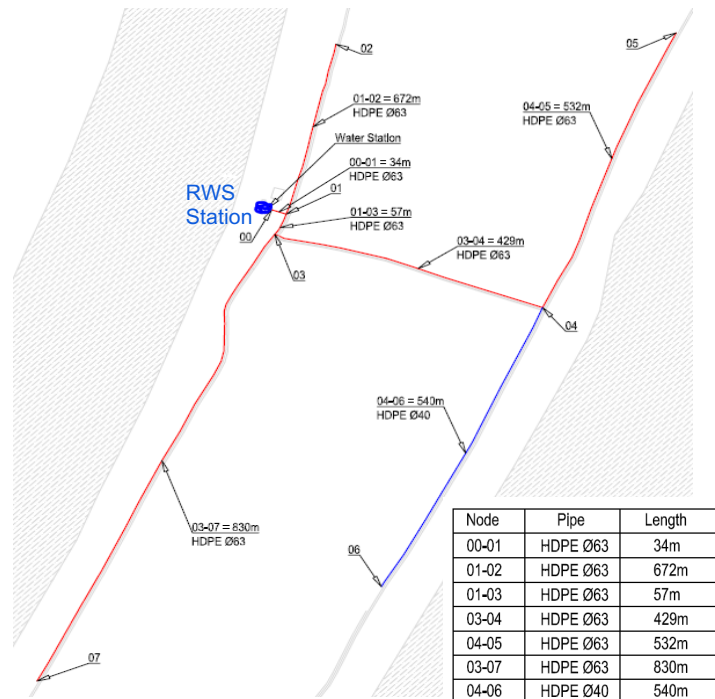 02
05
01-02 = 672m
HDPE Ø63
04-05 = 532m
HDPE Ø63
Water Station
00-01 = 34m
HDPE Ø63
RWS
Station
01
00
01-03 = 57m
HDPE Ø63
03
03-04 = 429m
HDPE Ø63
04
04-06 = 540m
HDPE Ø40
03-07 = 830m
HDPE Ø63
06
07
Node Pipe Length
00-01 HDPE Ø63 34m
01-02 HDPE Ø63 672m
01-03 HDPE Ø63 57m
03-04 HDPE Ø63 429m
04-05 HDPE Ø63 532m
03-07 HDPE Ø63 830m
04-06 HDPE Ø40 540m